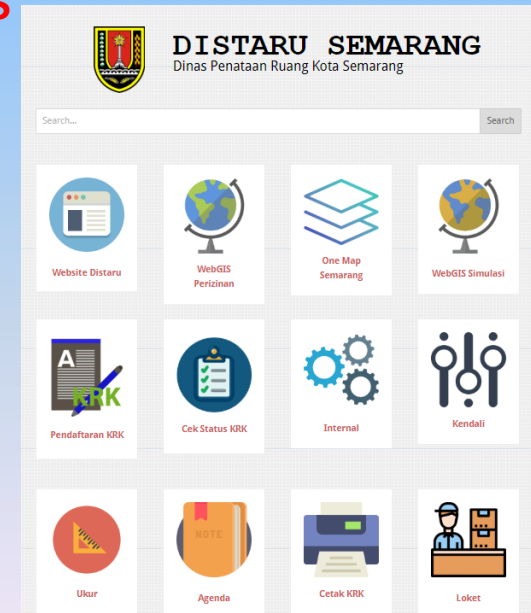 S
DISTARU SEMARANG
Dinas Penataan Ruang Kota Semarang
Search...
Search
Website Distaru
WebGIS
Perizinan
One Map
Semarang
WebGIS Simulasi
A
KRK
Pendaftaran KRK
Cek Status KRK
Internal
Kendali
NOTE
Ukur
Agenda
Cetak KRK
Loket